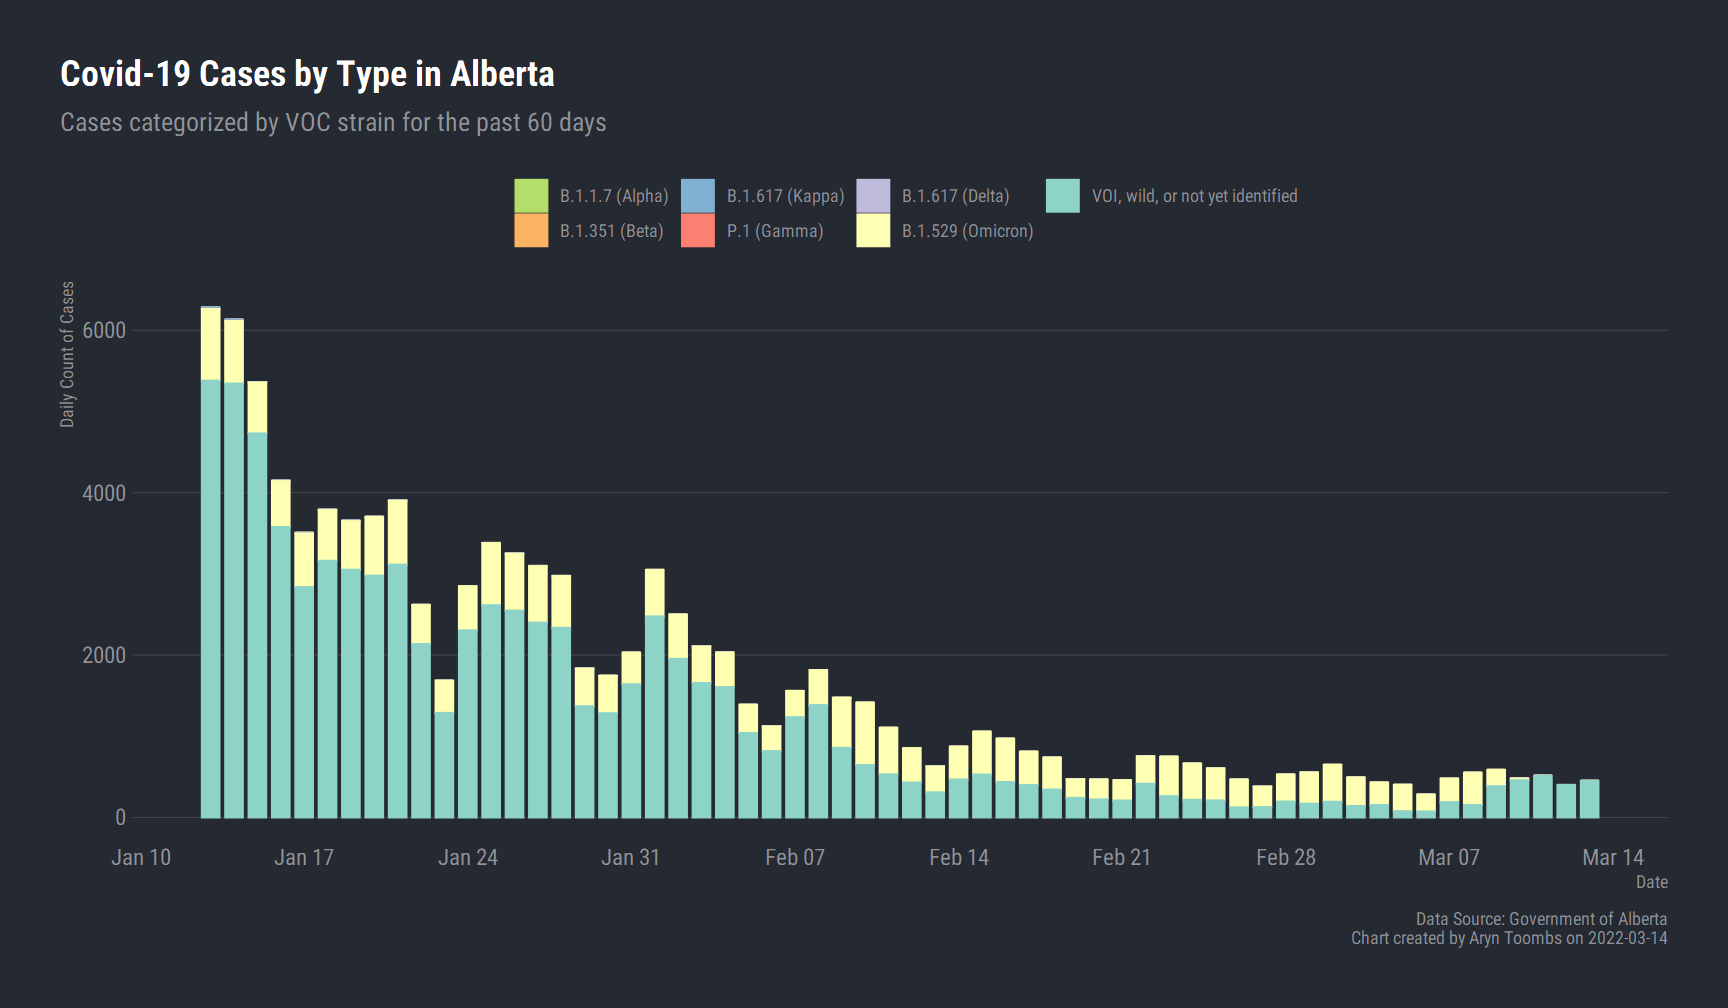 Covid-19 Cases by Type in Alberta
Cases categorized by VOC strain for the past 60 days
B.1.1.7 (Alpha)
B.1.617 (Kappa)
B.1.617 (Delta)
VOI, wild, or not yet identified
B.1.351 (Beta)
P.1 (Gamma)
B.1.529 (Omicron)
Daily Count of Cases
6000
4000
2000
0
Jan 10
Jan 17
Jan 24
Jan 31
Feb 07
Feb 14
Feb 21
Feb 28
Mar 07
Mar 14
Date
Data Source: Government of Alberta
Chart created by Aryn Toombs on 2022-03-14